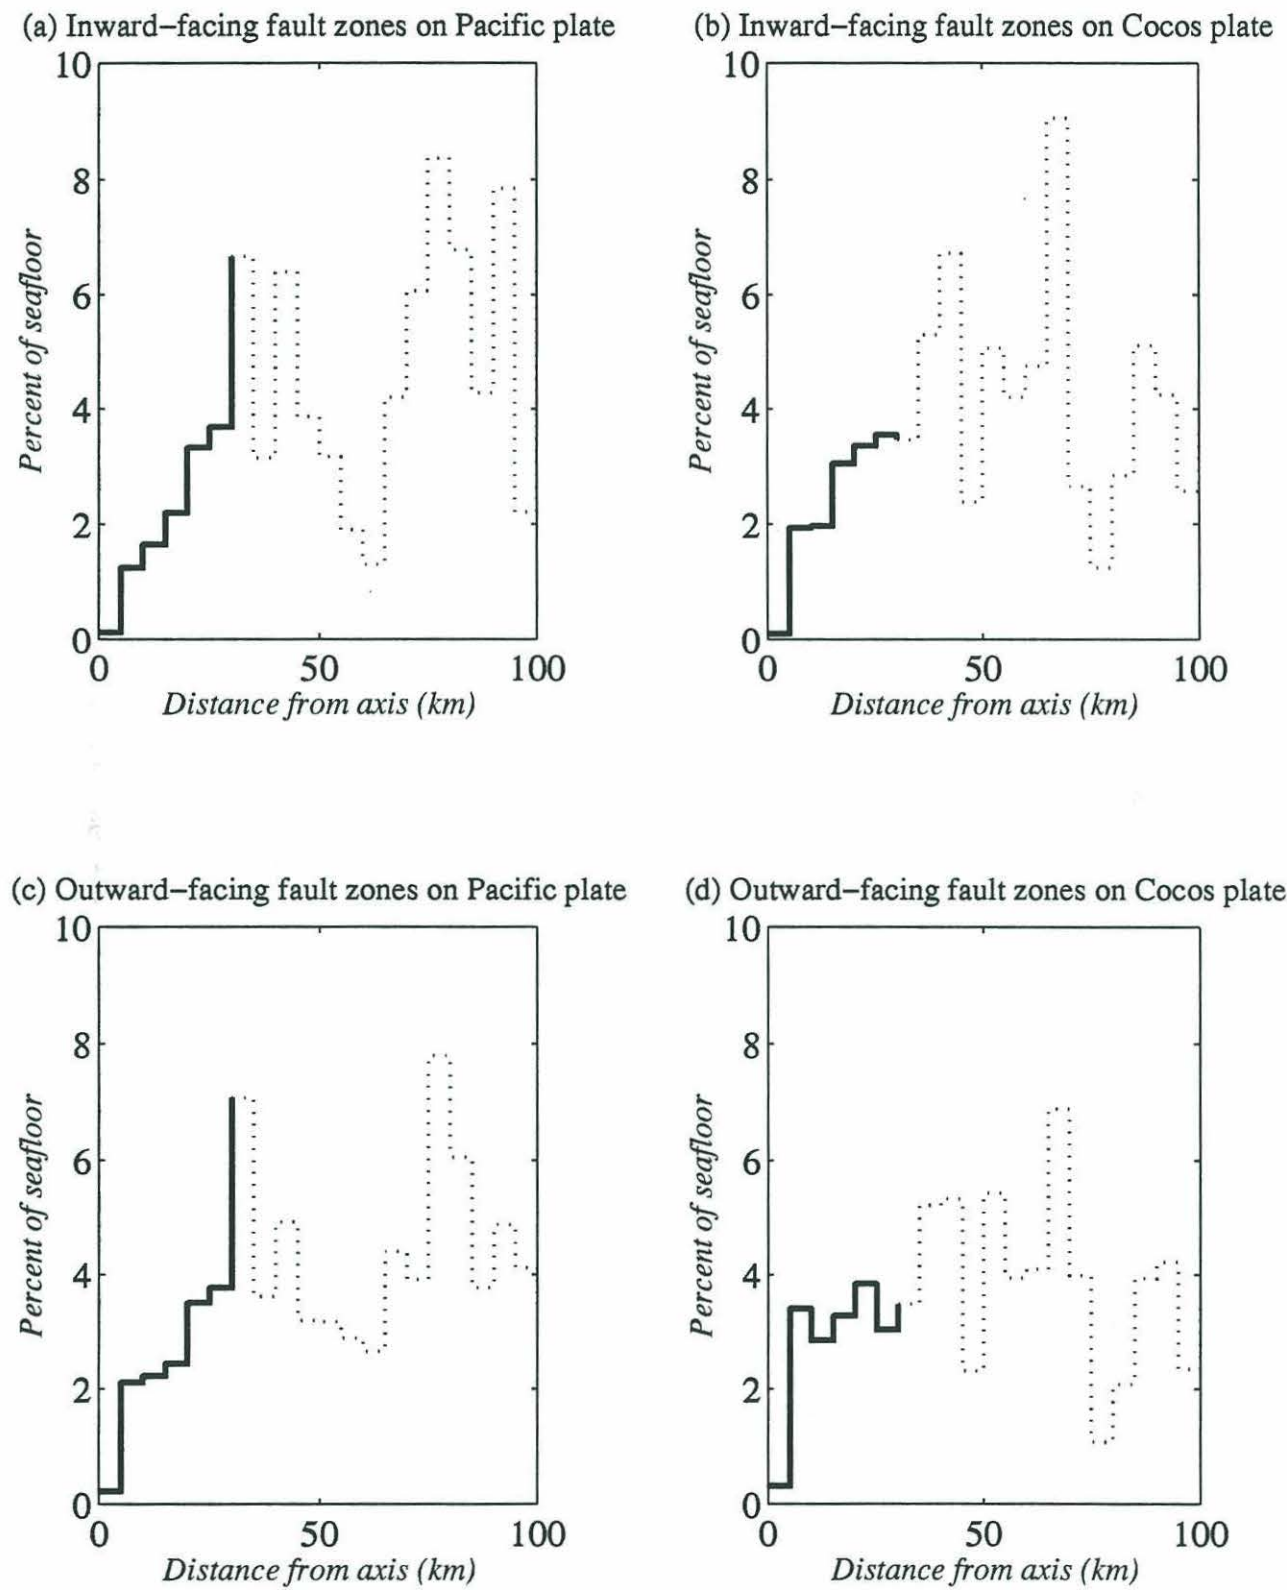 (a) Inward–facing fault zones on Pacific plate
10
8
6
4
2
0
Percent of seafloor
0 50 100
Distance from axis (km)
(b) Inward–facing fault zones on Cocos plate
10
8
6
4
2
0
Percent of seafloor
0 50 100
Distance from axis (km)
(c) Outward–facing fault zones on Pacific plate
10
8
6
4
2
0
Percent of seafloor
0 50 100
Distance from axis (km)
(d) Outward–facing fault zones on Cocos plate
10
8
6
4
2
0
Percent of seafloor
0 50 100
Distance from axis (km)